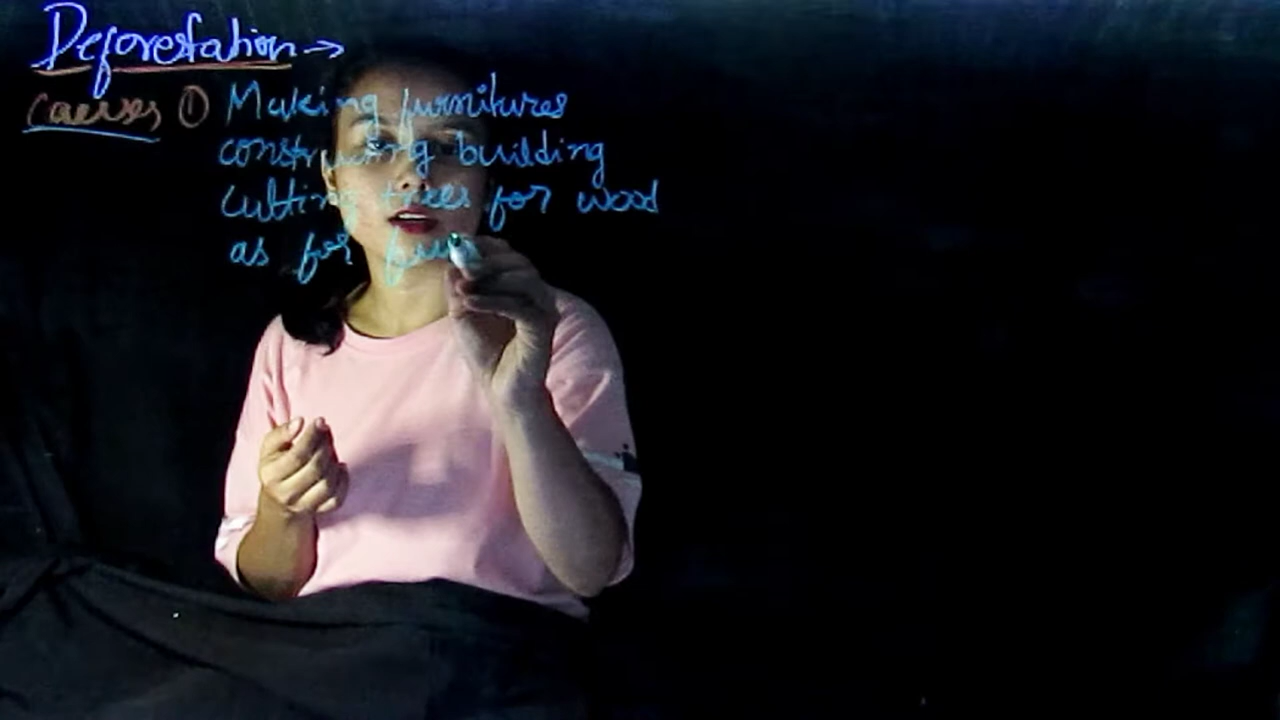 Deforestation →
Causes ① Making furnitures
constructing building
Cutting trees for wood
as for